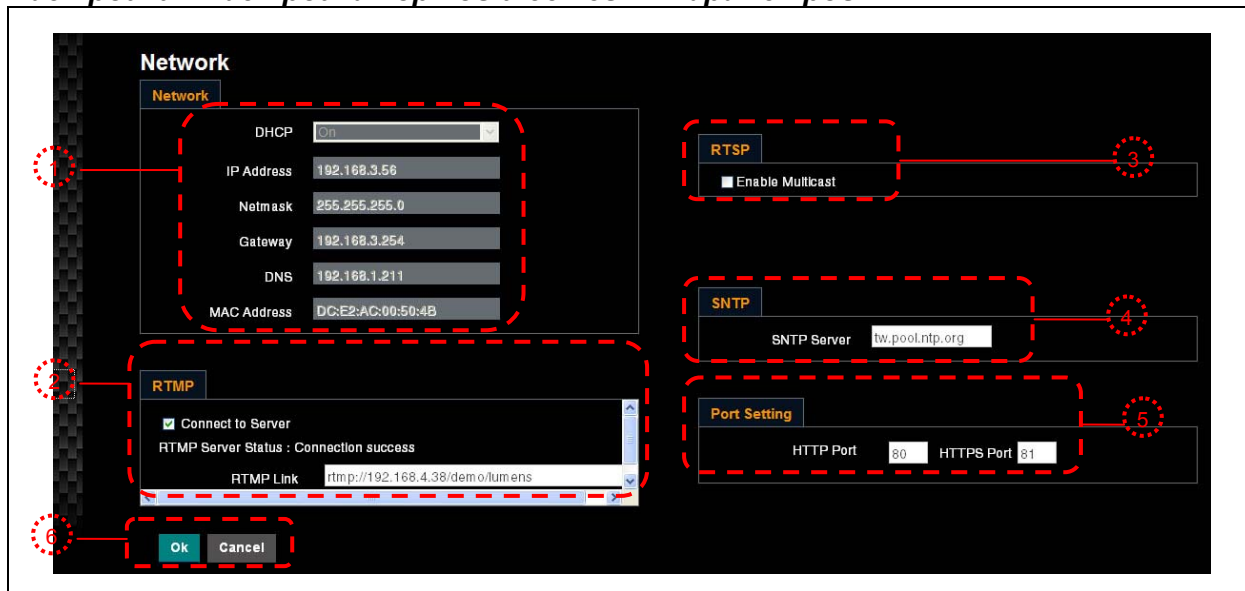 Network
Network
DHCP On
IP Address 192.168.3.56
Netmask 255.255.255.0
Gateway 192.168.3.254
DNS 192.168.1.211
MAC Address DC:E2:AC:00:50:4B
1
RTMP
Connect to Server
RTMP Server Status : Connection success
RTMP Link rtmp://192.168.4.38/demo/lumens
2
RTSP
Enable Multicast
3
SNTP
SNTP Server tw.pool.ntp.org
4
Port Setting
HTTP Port 80 HTTPS Port 81
5
Ok Cancel
6